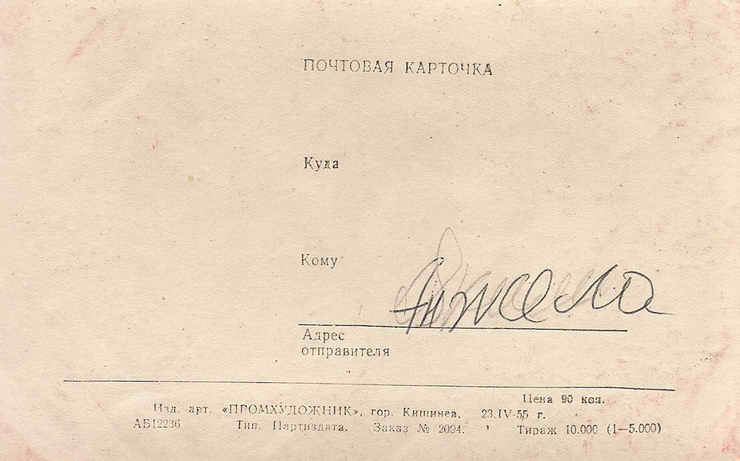 ПОЧТОВАЯ КАРТОЧКА
Куда
Кому
Анжела
Адрес
отправителя
Цена 90 коп.
Изд. арт. «ПРОМХУДОЖНИК», гор. Кишинев. 23.IV-55 г.
АБ12236 Тип. Партиздата. Заказ № 2094. Тираж 10.000 (1—5.000)